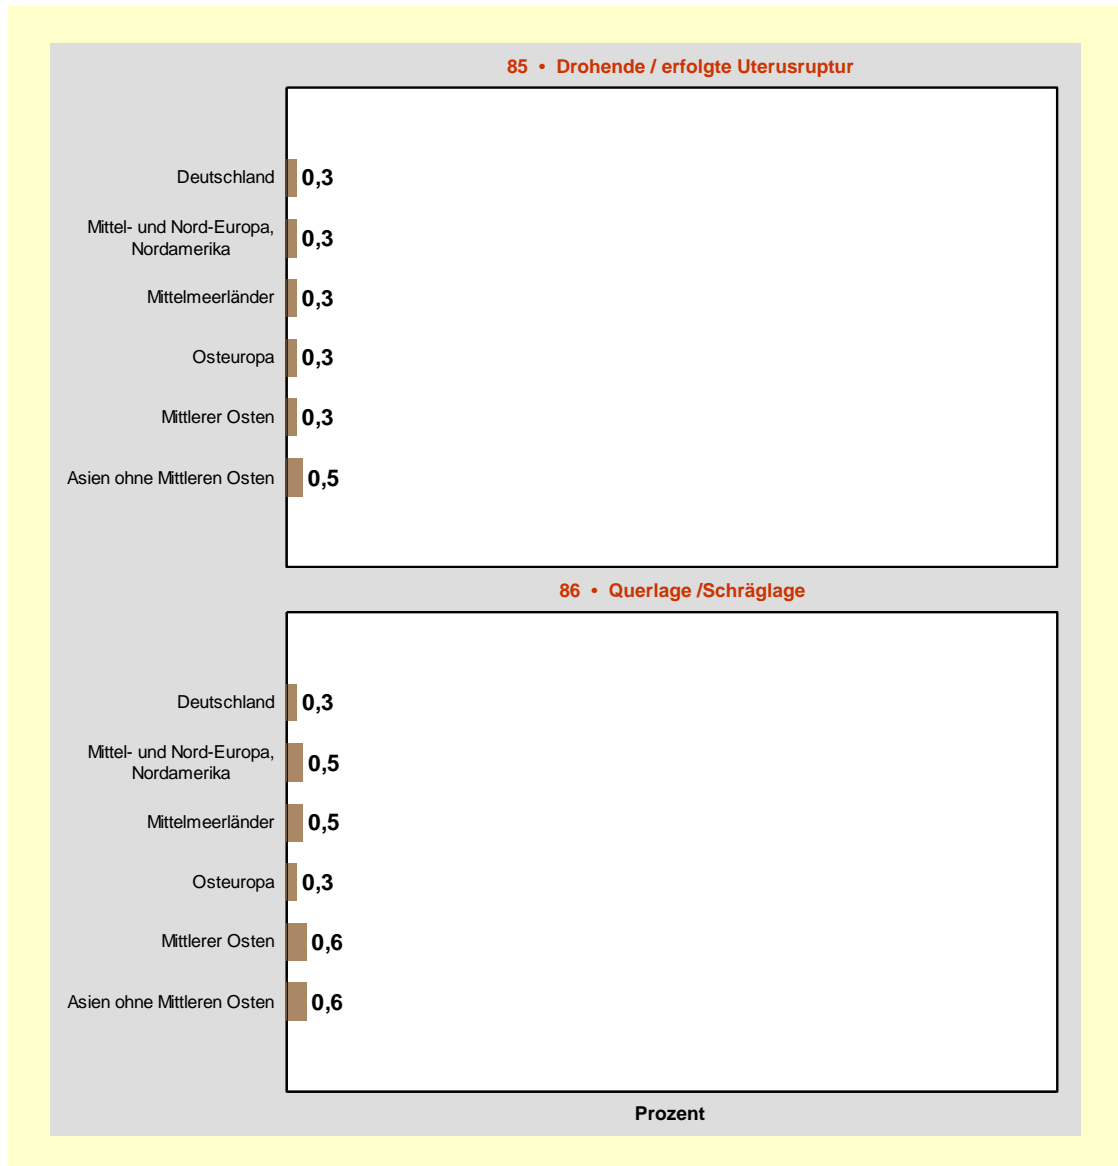 85 • Drohende / erfolgte Uterusruptur
Deutschland 0,3
Mittel- und Nord-Europa,
Nordamerika 0,3
Mittelmeerländer 0,3
Osteuropa 0,3
Mittlerer Osten 0,3
Asien ohne Mittleren Osten 0,5
86 • Querlage /Schräglage
Deutschland 0,3
Mittel- und Nord-Europa,
Nordamerika 0,5
Mittelmeerländer 0,5
Osteuropa 0,3
Mittlerer Osten 0,6
Asien ohne Mittleren Osten 0,6
Prozent